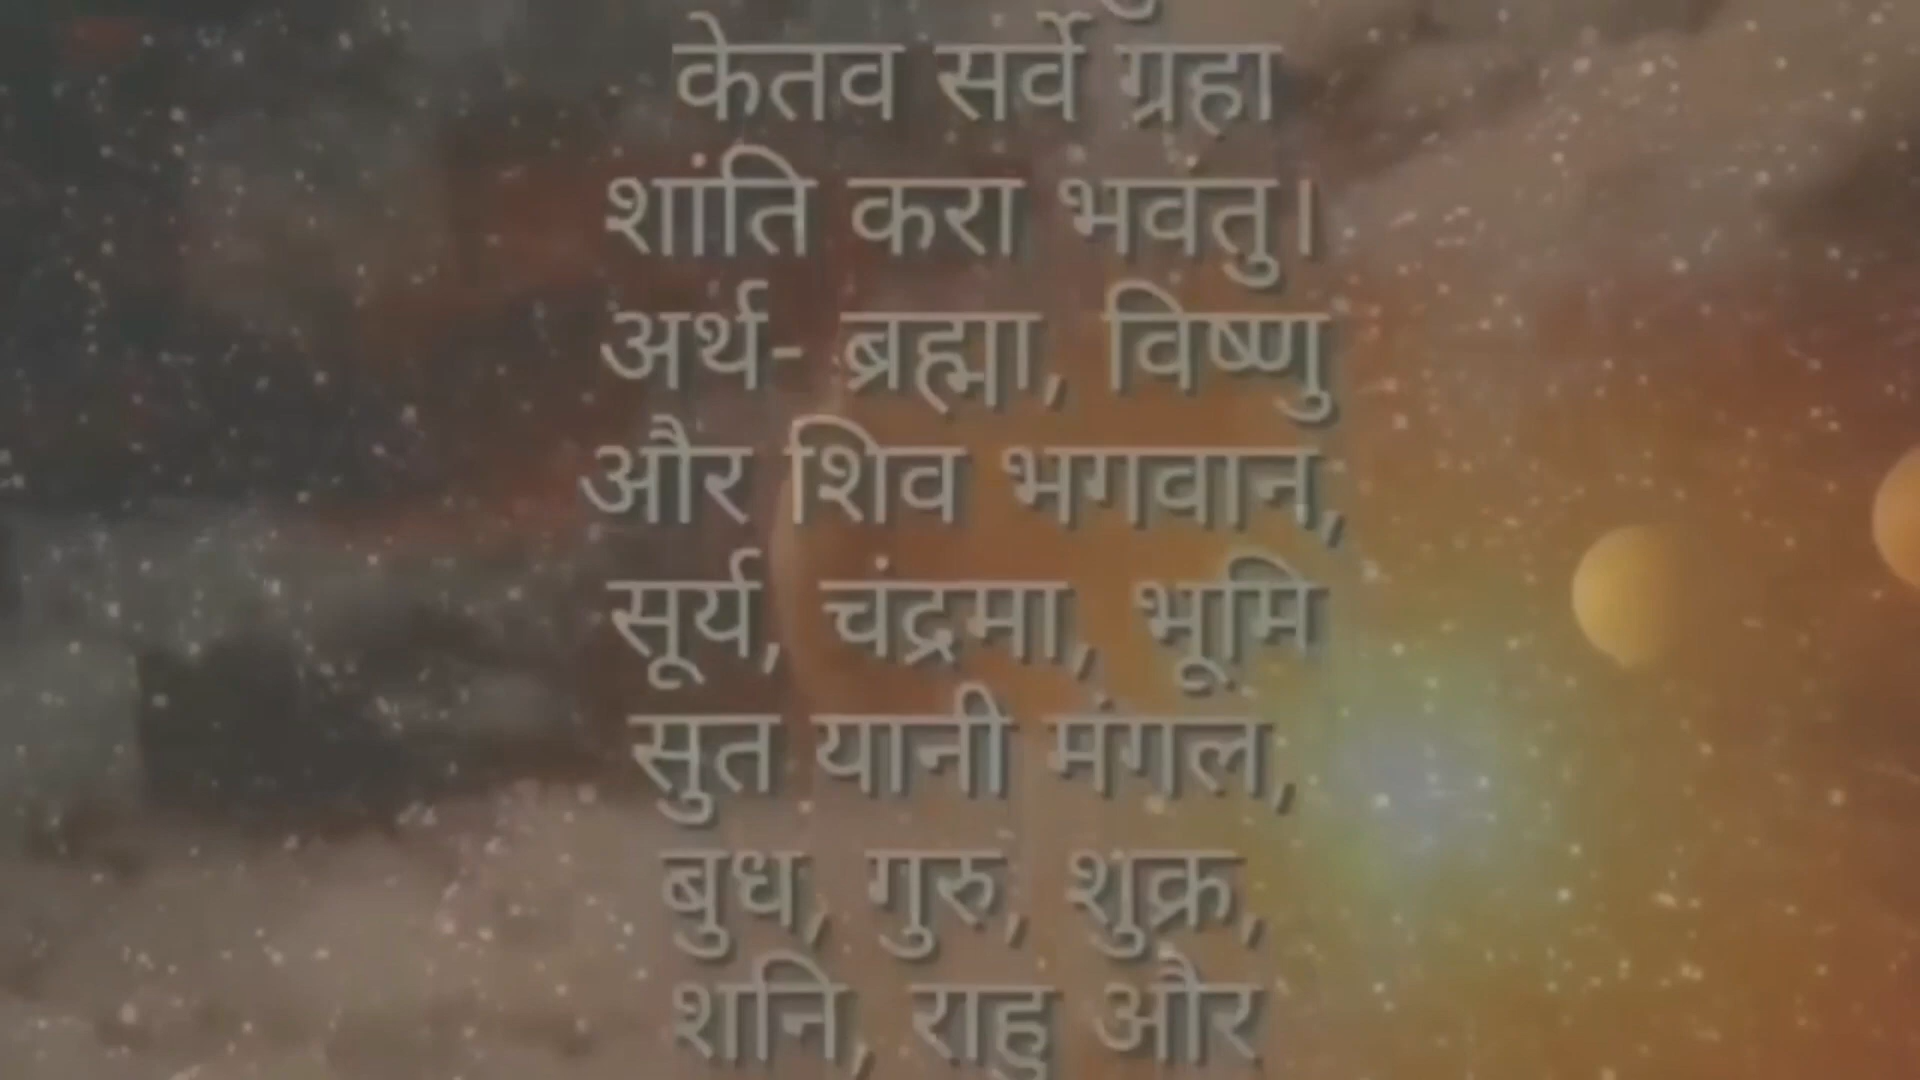 केतव सर्वे ग्रहा
शांति करा भवंतु।
अर्थ- ब्रह्मा, विष्णु
और शिव भगवान,
सूर्य, चंद्रमा, भूमि
सुत यानी मंगल,
बुध, गुरु, शुक्र,
शनि, राहु और